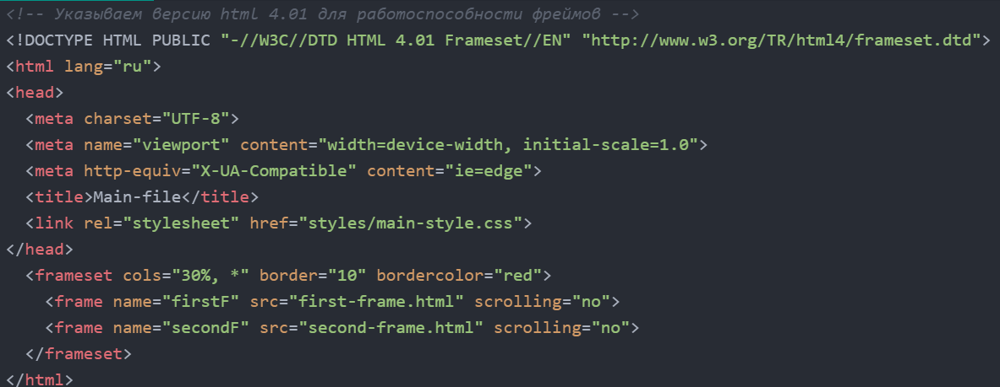 <!-- Указываем версию html 4.01 для работоспособности фреймов -->
<!DOCTYPE HTML PUBLIC "-//W3C//DTD HTML 4.01 Frameset//EN" "http://www.w3.org/TR/html4/frameset.dtd">
<html lang="ru">
<head>
  <meta charset="UTF-8">
  <meta name="viewport" content="width=device-width, initial-scale=1.0">
  <meta http-equiv="X-UA-Compatible" content="ie=edge">
  <title>Main-file</title>
  <link rel="stylesheet" href="styles/main-style.css">
</head>
  <frameset cols="30%, *" border="10" bordercolor="red">
    <frame name="firstF" src="first-frame.html" scrolling="no">
    <frame name="secondF" src="second-frame.html" scrolling="no">
  </frameset>
</html>